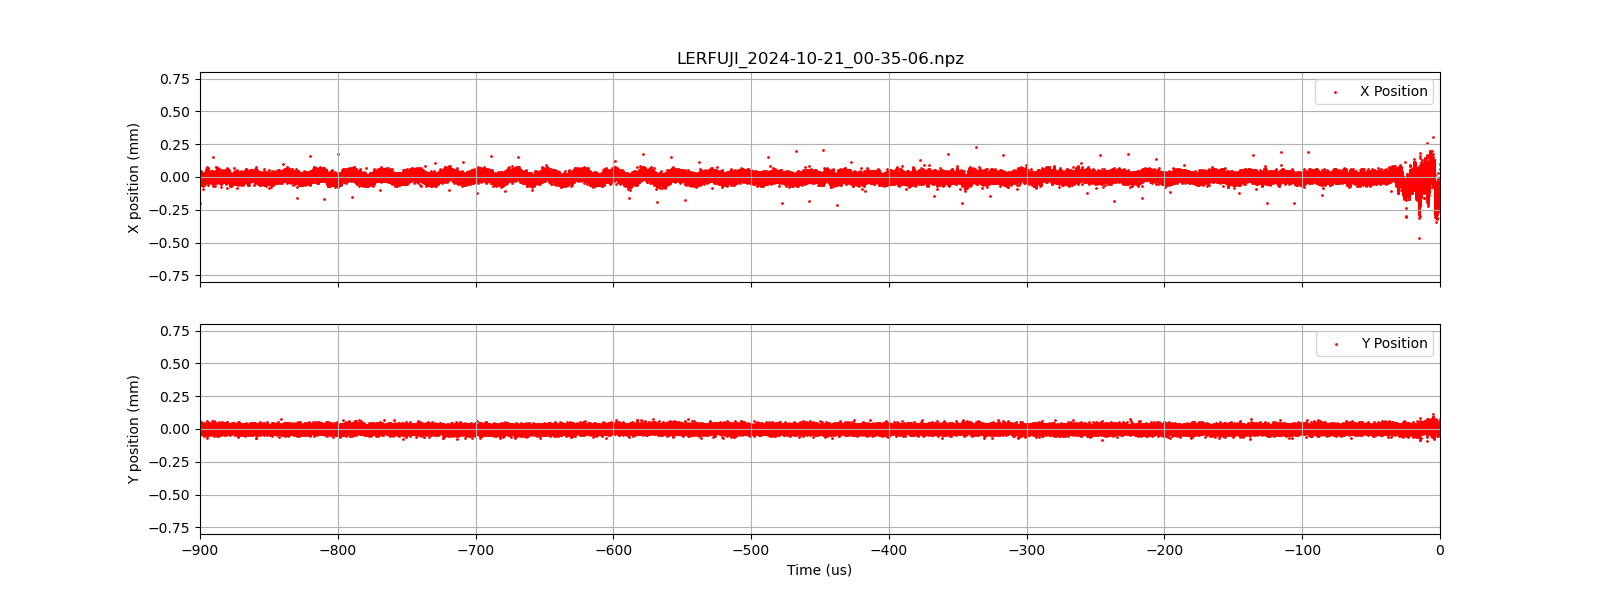 LERFUJI_2024-10-21_00-35-06.npz
0.75
0.50
0.25
0.00
−0.25
−0.50
−0.75
X position (mm)
X Position
0.75
0.50
0.25
0.00
−0.25
−0.50
−0.75
Y position (mm)
Y Position
−900 −800 −700 −600 −500 −400 −300 −200 −100 0
Time (us)